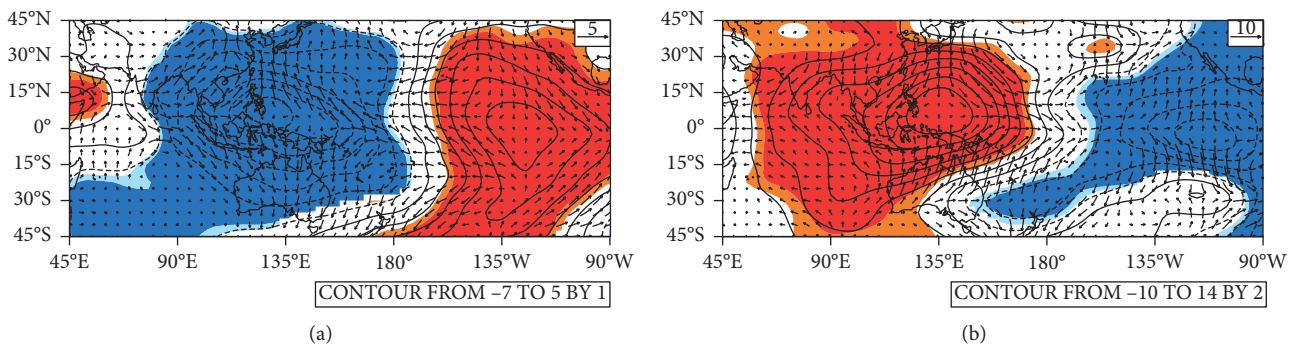 45°N
30°N
15°N
0°
15°S
30°S
45°S
45°E 90°E 135°E 180° 135°W 90°W
5
CONTOUR FROM –7 TO 5 BY 1
(a)
45°N
30°N
15°N
0°
15°S
30°S
45°S
45°E 90°E 135°E 180° 135°W 90°W
10
CONTOUR FROM –10 TO 14 BY 2
(b)